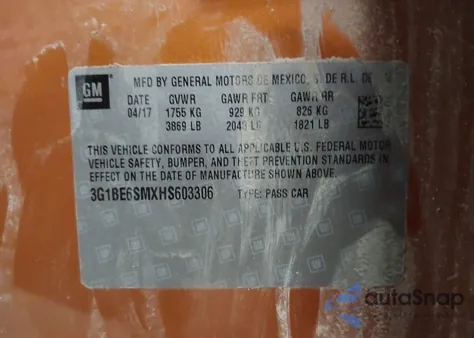 GM
MFD BY GENERAL MOTORS DE MEXICO, S. DE R.L. DE
DATE GVWR GAWR FRT GAWR RR
04/17 1755 KG 929 KG 826 KG
3869 LB 2048 LB 1821 LB
THIS VEHICLE CONFORMS TO ALL APPLICABLE U.S. FEDERAL MOTOR
VEHICLE SAFETY, BUMPER, AND THEFT PREVENTION STANDARDS IN
EFFECT ON THE DATE OF MANUFACTURE SHOWN ABOVE.
3G1BE6SMXHS603306 TYPE: PASS CAR
autoSnap